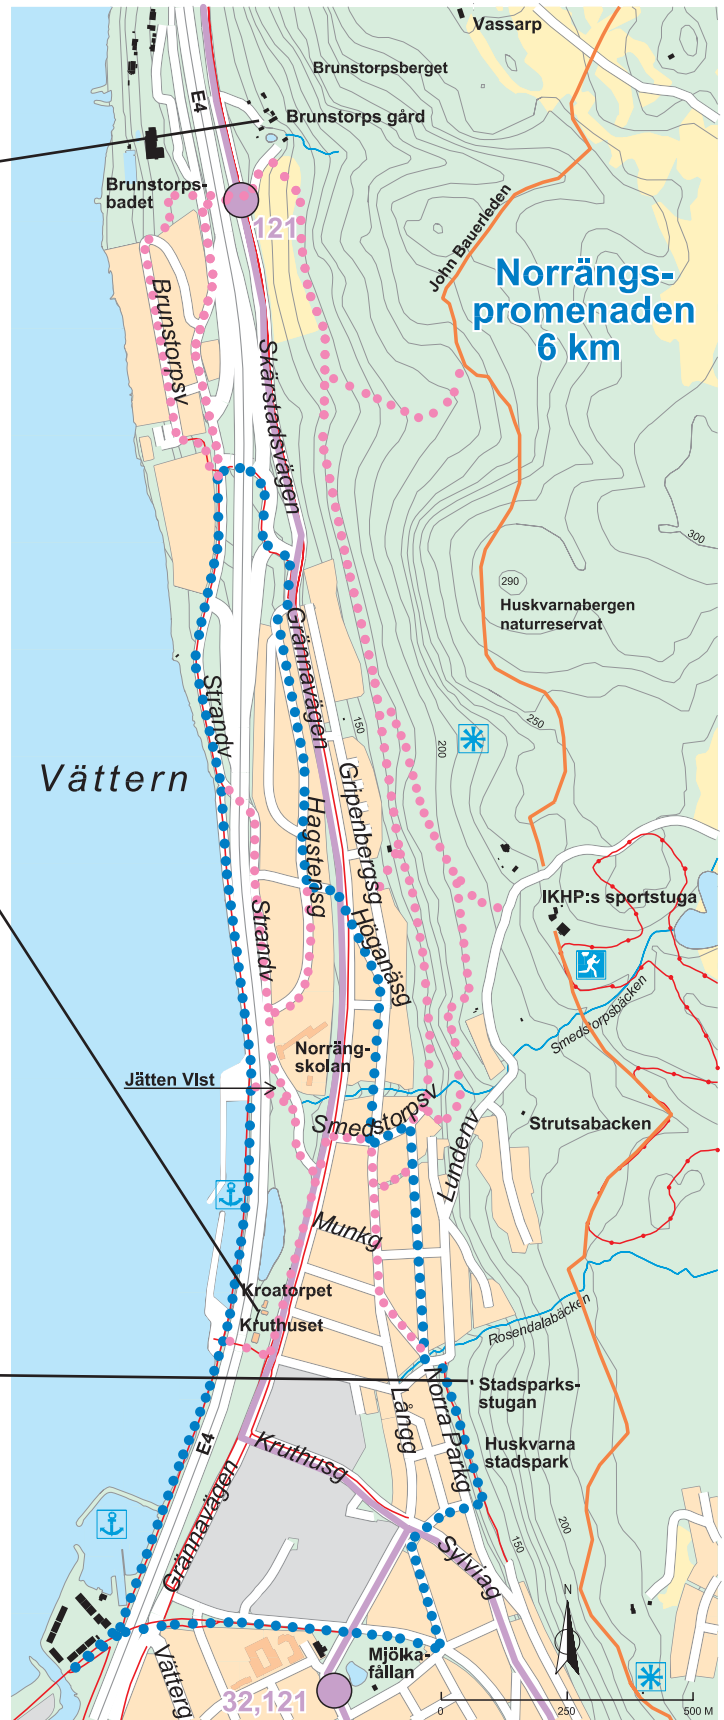 Vassarp
Brunstorpsberget
E4
Brunstorps gård
Brunstorps-
badet
121
John Bauerleden
Norrängs-
promenaden
6 km
Brunstorpsv
Skärstadsvägen
300
290
Huskvarnabergen
naturreservat
Grännavägen
Strandv
250
150
200
Vättern
Gripenbergsg
Hagstensg
IKHP:s sportstuga
Strandv
Höganäsg
Smedstorpsbäcken
Norräng-
skolan
Jätten VIst
Smedstorpsv
Strutsabacken
Lundenv
Munkg
Kroatorpet
Kruthuset
Rosendalabäcken
Stadsparks-
stugan
Norra Parkg
Långg
Huskvarna
stadspark
E4
Kruthusg
Grännavägen
200
150
Sylviag
N
Mjölka-
fållan
Vätterg
32,121
0 250 500 M